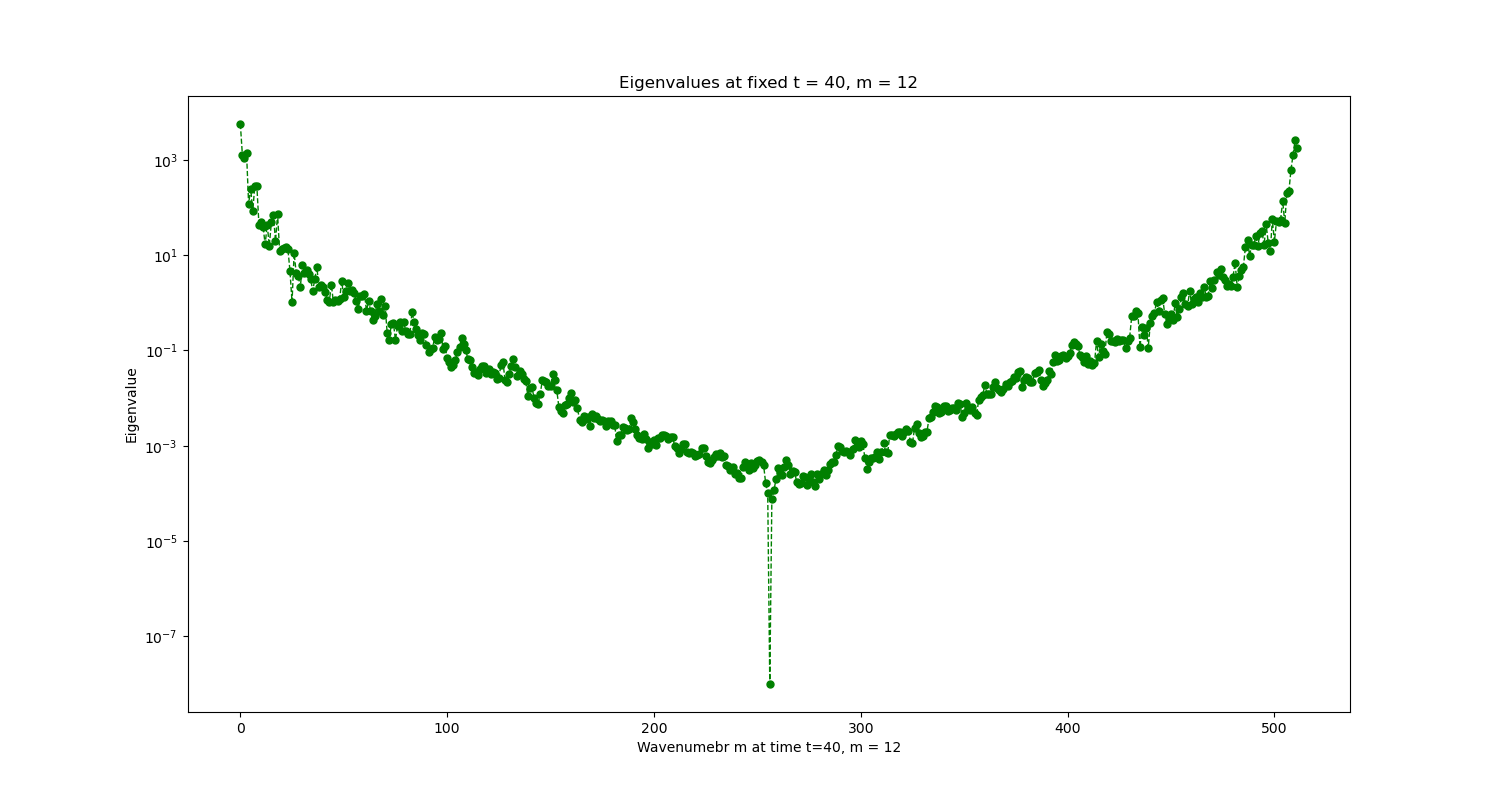 Eigenvalues at fixed t = 40, m = 12
10^3
10^1
10^−1
10^−3
10^−5
10^−7
Eigenvalue
0 100 200 300 400 500
Wavenumebr m at time t=40, m = 12